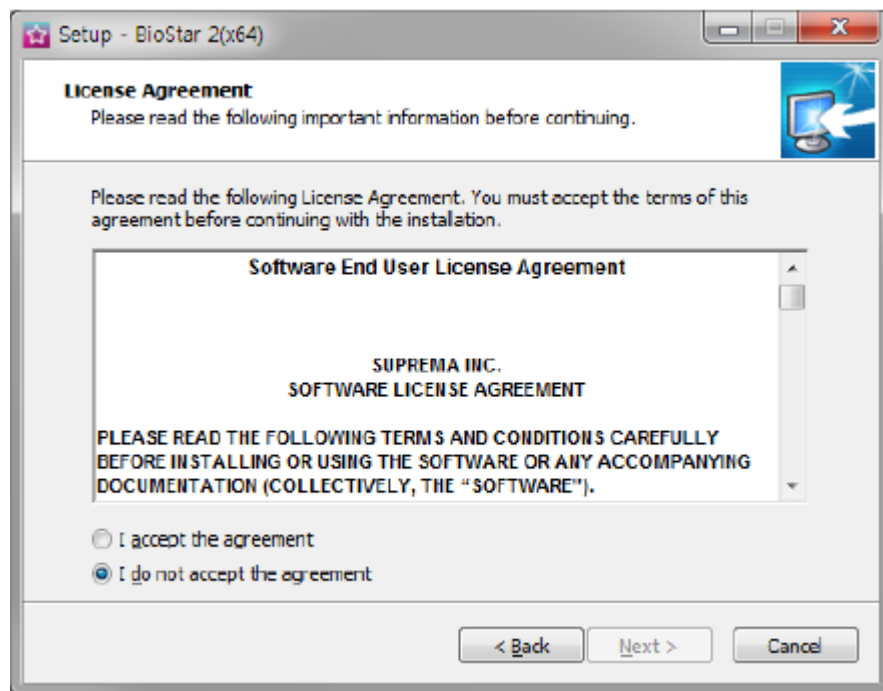 Setup - BioStar 2(x64)
License Agreement
Please read the following important information before continuing.
Please read the following License Agreement. You must accept the terms of this
agreement before continuing with the installation.
Software End User License Agreement
SUPREMA INC.
SOFTWARE LICENSE AGREEMENT
PLEASE READ THE FOLLOWING TERMS AND CONDITIONS CAREFULLY
BEFORE INSTALLING OR USING THE SOFTWARE OR ANY ACCOMPANYING
DOCUMENTATION (COLLECTIVELY, THE “SOFTWARE”).
I accept the agreement
I do not accept the agreement
< Back Next > Cancel